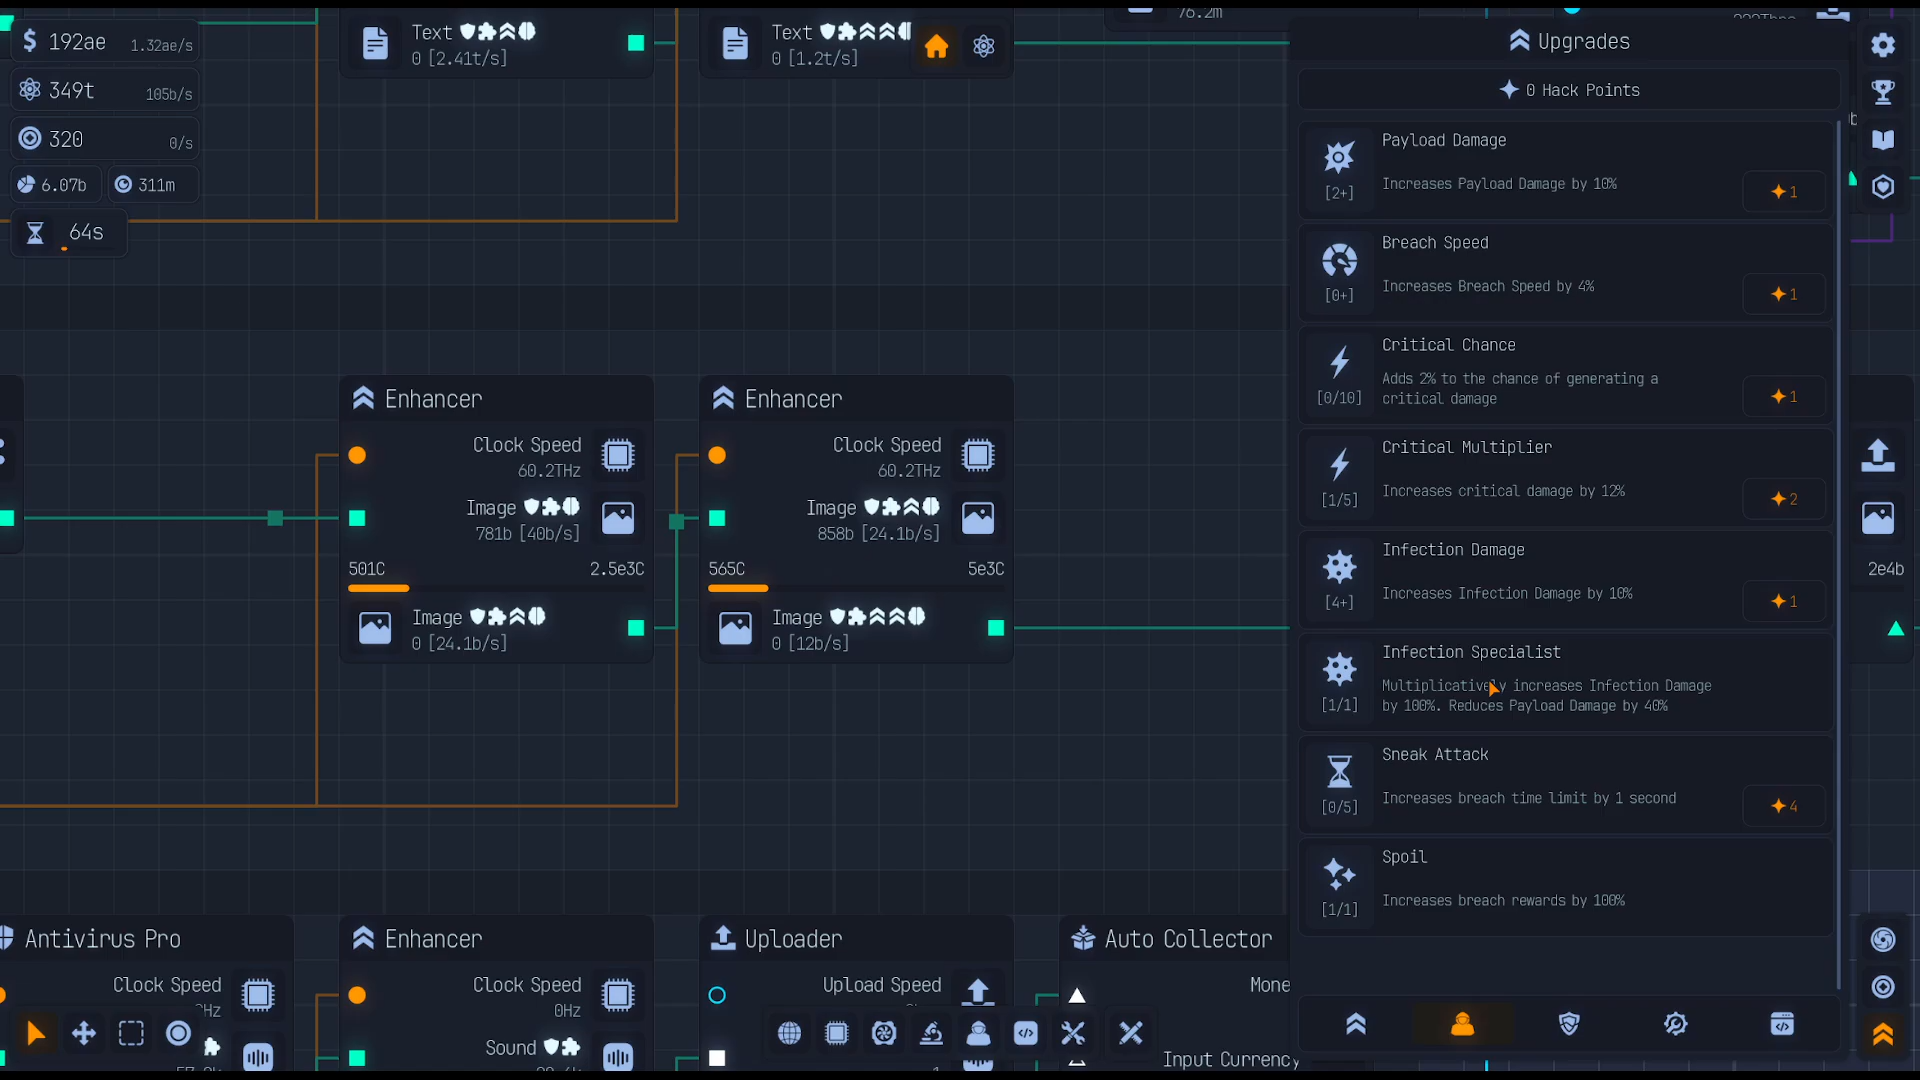 $ 192ae 1.32ae/s
349t 105b/s
320 0/s
6.07b 311m
64s
Text
0 [2.41t/s]
Text
0 [1.2t/s]
76.2m
Enhancer
Clock Speed
60.2THz
Image
781b [40b/s]
501C 2.5e3C
Image
0 [24.1b/s]
Enhancer
Clock Speed
60.2THz
Image
858b [24.1b/s]
565C 5e3C
Image
0 [12b/s]
Antivirus Pro
Clock Speed
Enhancer
Clock Speed
0Hz
Sound
Uploader
Upload Speed
Auto Collector
Input Currency
Upgrades
0 Hack Points
Payload Damage
Increases Payload Damage by 10%
[2+]
1
Breach Speed
Increases Breach Speed by 4%
[0+]
1
Critical Chance
Adds 2% to the chance of generating a
critical damage
[0/10]
1
Critical Multiplier
Increases critical damage by 12%
[1/5]
2
Infection Damage
Increases Infection Damage by 10%
[4+]
1
Infection Specialist
Multiplicatively increases Infection Damage
by 100%. Reduces Payload Damage by 40%
[1/1]
Sneak Attack
Increases breach time limit by 1 second
[0/5]
4
Spoil
Increases breach rewards by 100%
[1/1]
2e4b